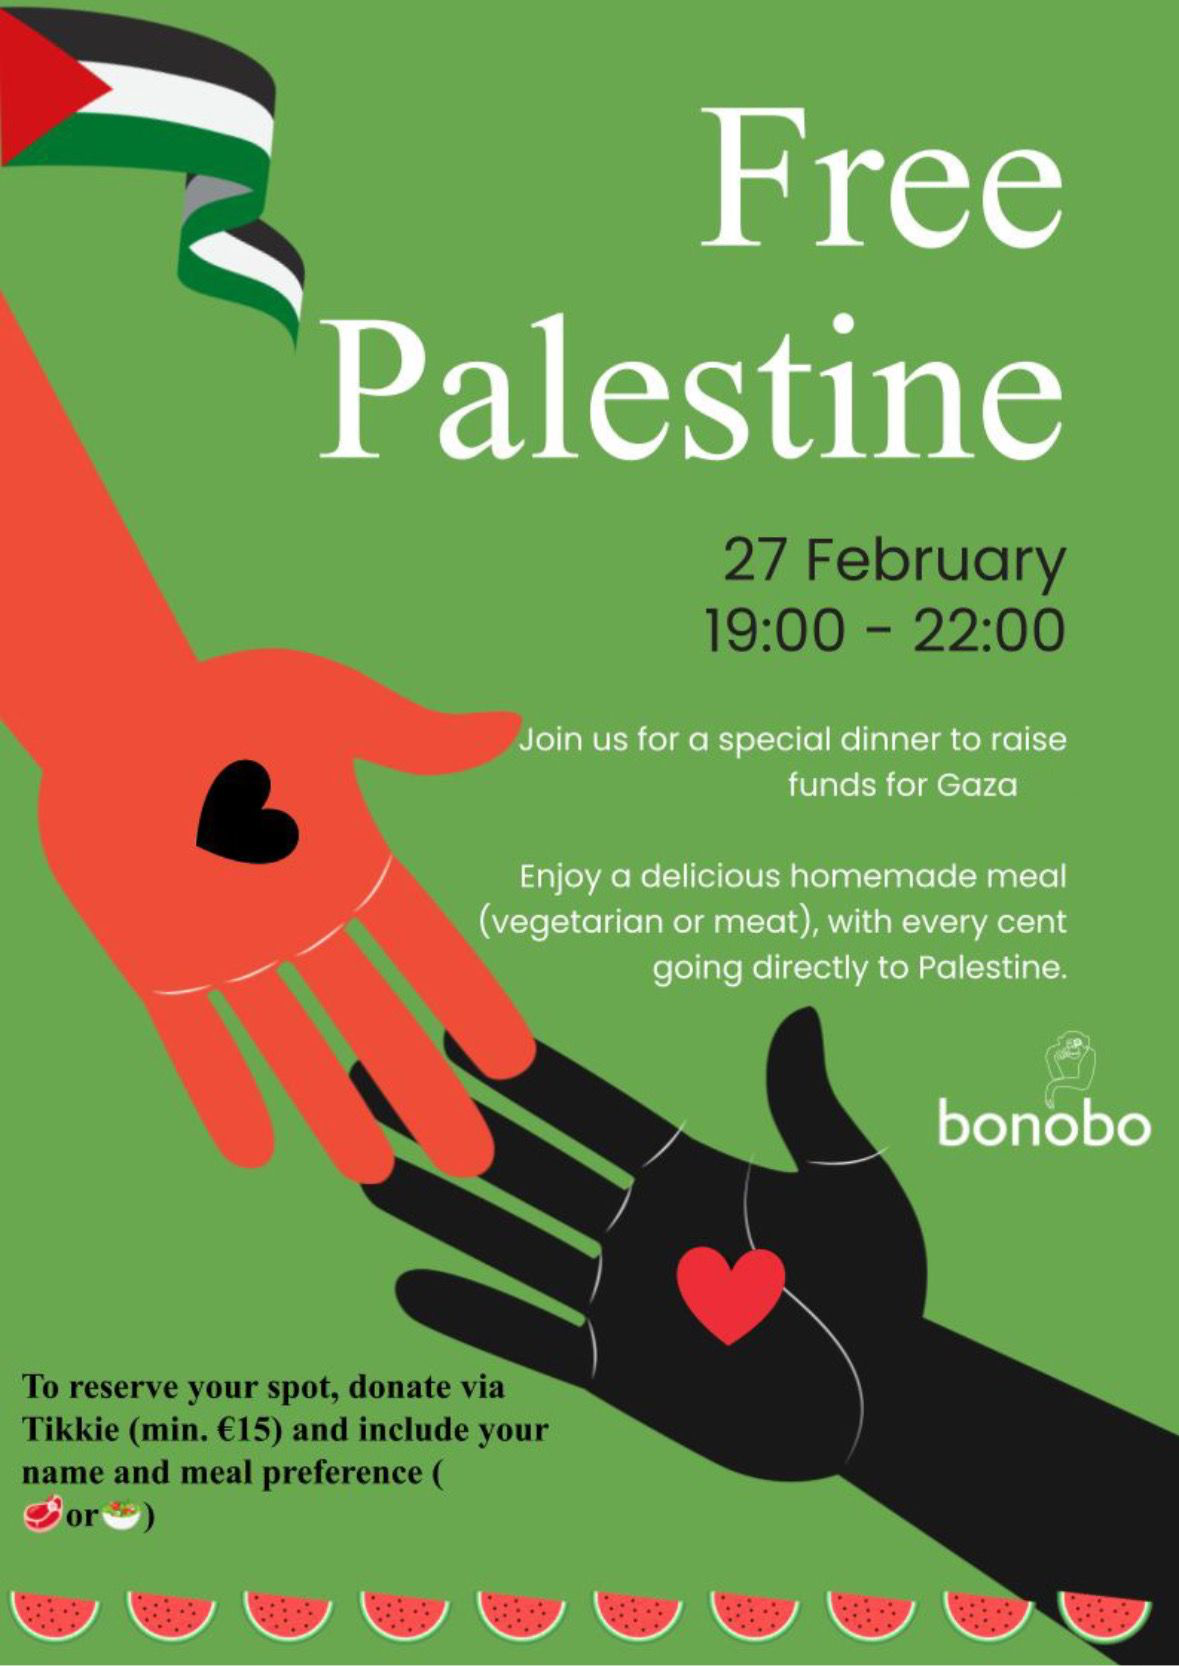 Free
Palestine
27 February
19:00 - 22:00
Join us for a special dinner to raise
funds for Gaza
Enjoy a delicious homemade meal
(vegetarian or meat), with every cent
going directly to Palestine.
bonobo
To reserve your spot, donate via
Tikkie (min. €15) and include your
name and meal preference (
🥩or🥗)